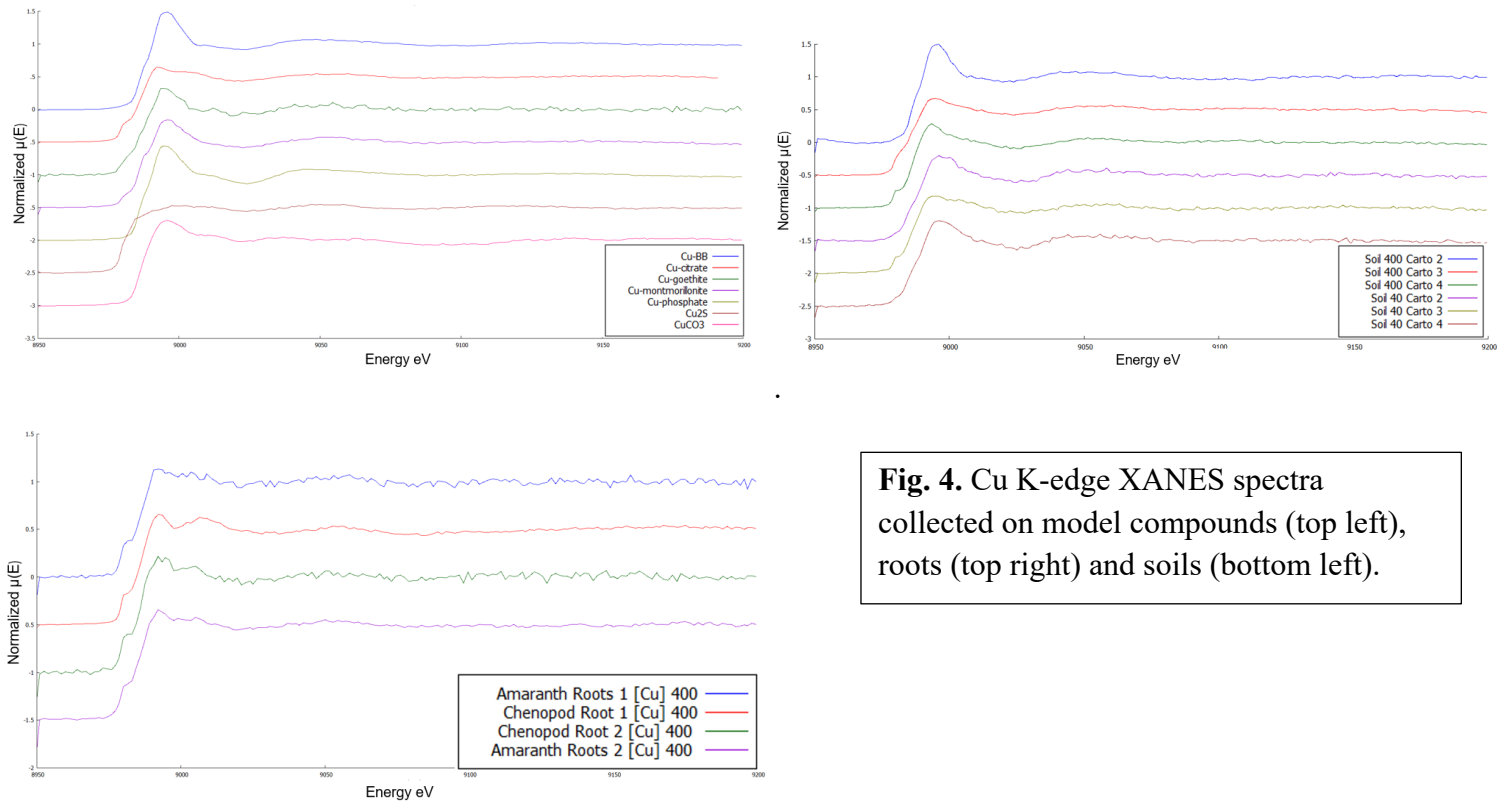 1.5
1
.5
0
-.5
-1
-1.5
-2
-2.5
-3
-3.5
Normalized μ(E)
8950
9000
9050
9100
9150
9200
Energy eV
Cu-BB
Cu-citrate
Cu-goethite
Cu-montmorillonite
Cu-phosphate
Cu2S
CuCO3
1.5
1
0.5
0
-0.5
-1
-1.5
-2
-2.5
-3
Normalized μ(E)
8950
9000
9050
9100
9150
9200
Energy eV
Soil 400 Carto 2
Soil 400 Carto 3
Soil 400 Carto 4
Soil 40 Carto 2
Soil 40 Carto 3
Soil 40 Carto 4
.
1.5
1
0.5
0
0.5
-1
-1.5
-2
Normalized μ(E)
8950
9000
9050
9100
9150
9200
Energy eV
Amaranth Roots 1 [Cu] 400
Chenopod Root 1 [Cu] 400
Chenopod Root 2 [Cu] 400
Amaranth Roots 2 [Cu] 400
Fig. 4. Cu K-edge XANES spectra
collected on model compounds (top left),
roots (top right) and soils (bottom left).